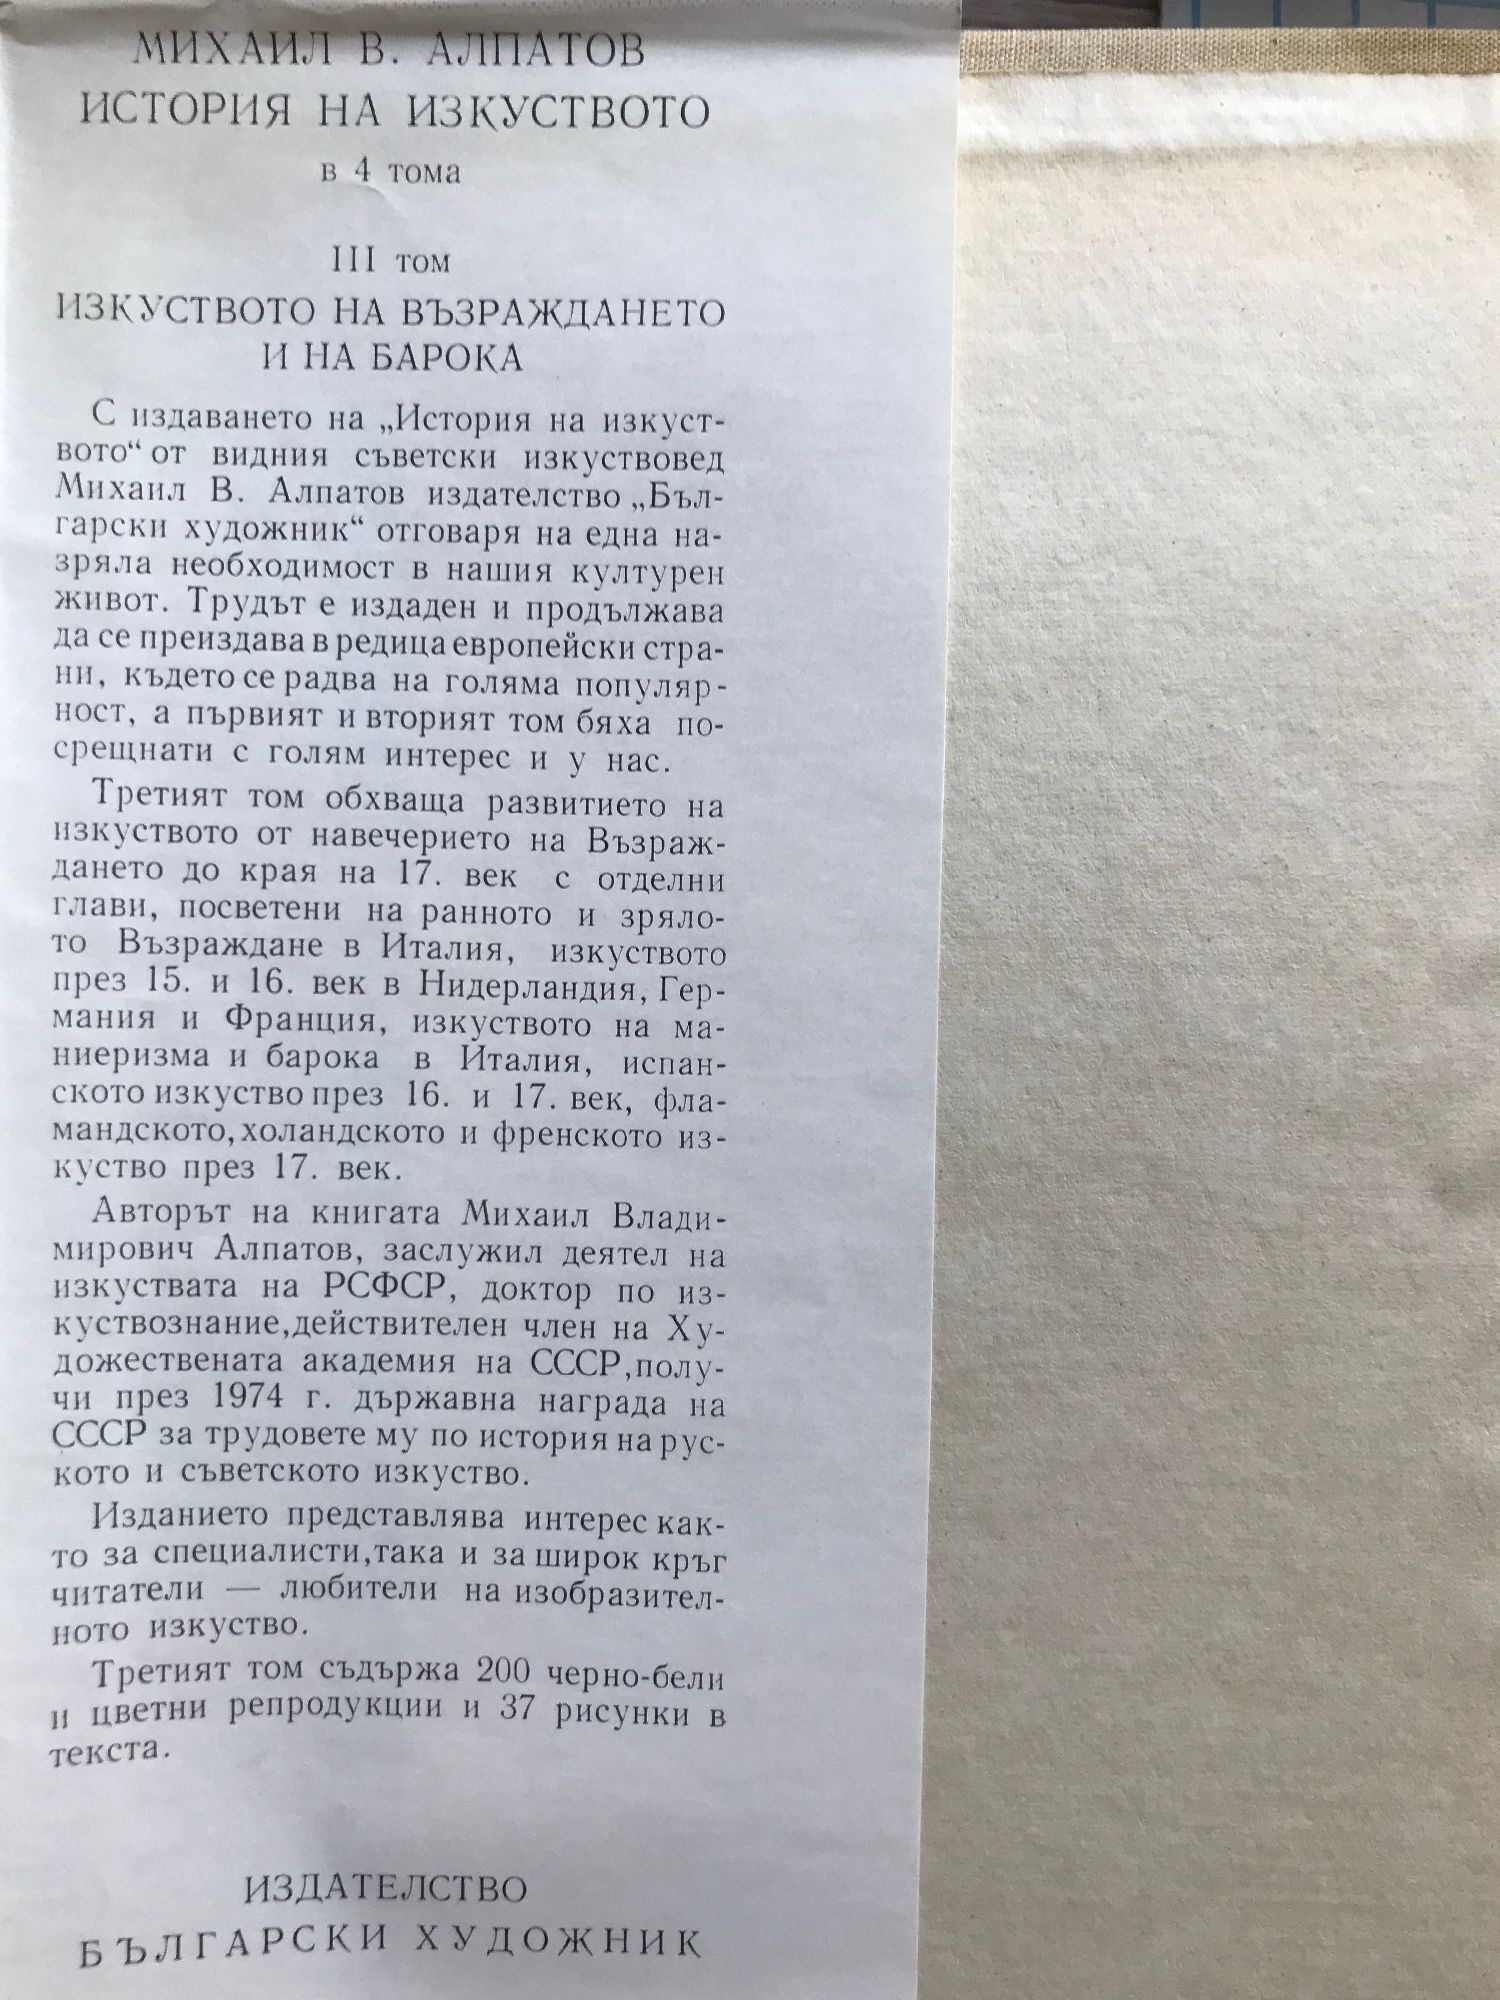 МИХАИЛ В. АЛПАТОВ
ИСТОРИЯ НА ИЗКУСТВОТО
в 4 тома
III том
ИЗКУСТВОТО НА ВЪЗРАЖДАНЕТО
И НА БАРОКА
С издаването на „История на изкуст-
вото“ от видния съветски изкуствовед
Михаил В. Алпатов издателство „Бъл-
гарски художник“ отговаря на една на-
зряла необходимост в нашия културен
живот. Трудът е издаден и продължава
да се преиздава в редица европейски стра-
ни, където се радва на голяма популяр-
ност, а първият и вторият том бяха по-
срещнати с голям интерес и у нас.
Третият том обхваща развитието на
изкуството от навечерието на Възраж-
дането до края на 17. век с отделни
глави, посветени на ранното и зряло-
то Възраждане в Италия, изкуството
през 15. и 16. век в Нидерландия, Гер-
мания и Франция, изкуството на ма-
ниеризма и барока в Италия, испан-
ското изкуство през 16. и 17. век, фла-
мандското, холандското и френското из-
куство през 17. век.
Авторът на книгата Михаил Влади-
мирович Алпатов, заслужил деятел на
изкуствата на РСФСР, доктор по из-
куствознание, действителен член на Ху-
дожествената академия на СССР, полу-
чи през 1974 г. държавна награда на
СССР за трудовете му по история на рус-
кото и съветското изкуство.
Изданието представлява интерес как-
то за специалисти, така и за широк кръг
читатели — любители на изобразител-
ното изкуство.
Третият том съдържа 200 черно-бели
и цветни репродукции и 37 рисунки в
текста.
ИЗДАТЕЛСТВО
БЪЛГАРСКИ ХУДОЖНИК